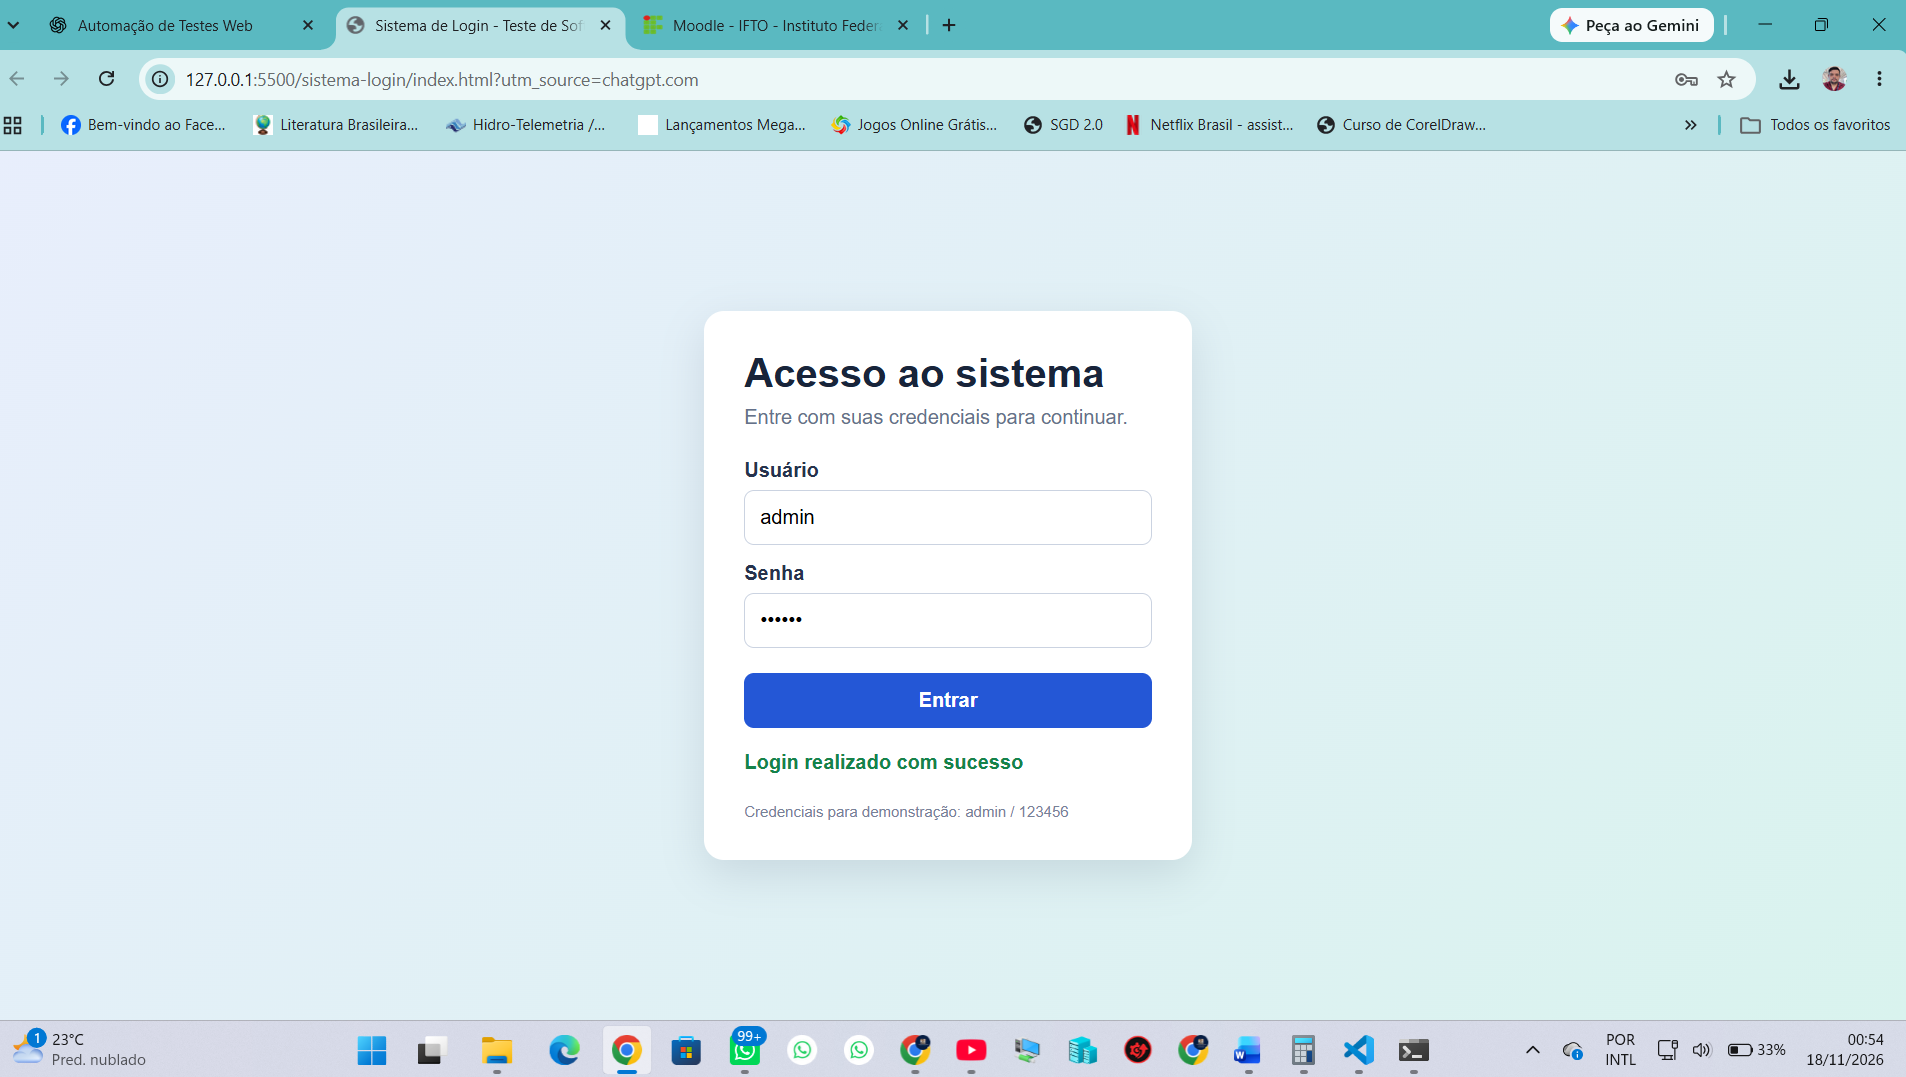 Automação de Testes Web
Sistema de Login - Teste de Sof
Moodle - IFTO - Instituto Federa
Peça ao Gemini
127.0.0.1:5500/sistema-login/index.html?utm_source=chatgpt.com
Bem-vindo ao Face...
Literatura Brasileira...
Hidro-Telemetria /...
Lançamentos Mega...
Jogos Online Grátis...
SGD 2.0
Netflix Brasil - assist...
Curso de CorelDraw...
Todos os favoritos
Acesso ao sistema
Entre com suas credenciais para continuar.
Usuário
admin
Senha
••••••
Entrar
Login realizado com sucesso
Credenciais para demonstração: admin / 123456
1
23°C
Pred. nublado
99+
POR
INTL
33%
00:54
18/11/2026